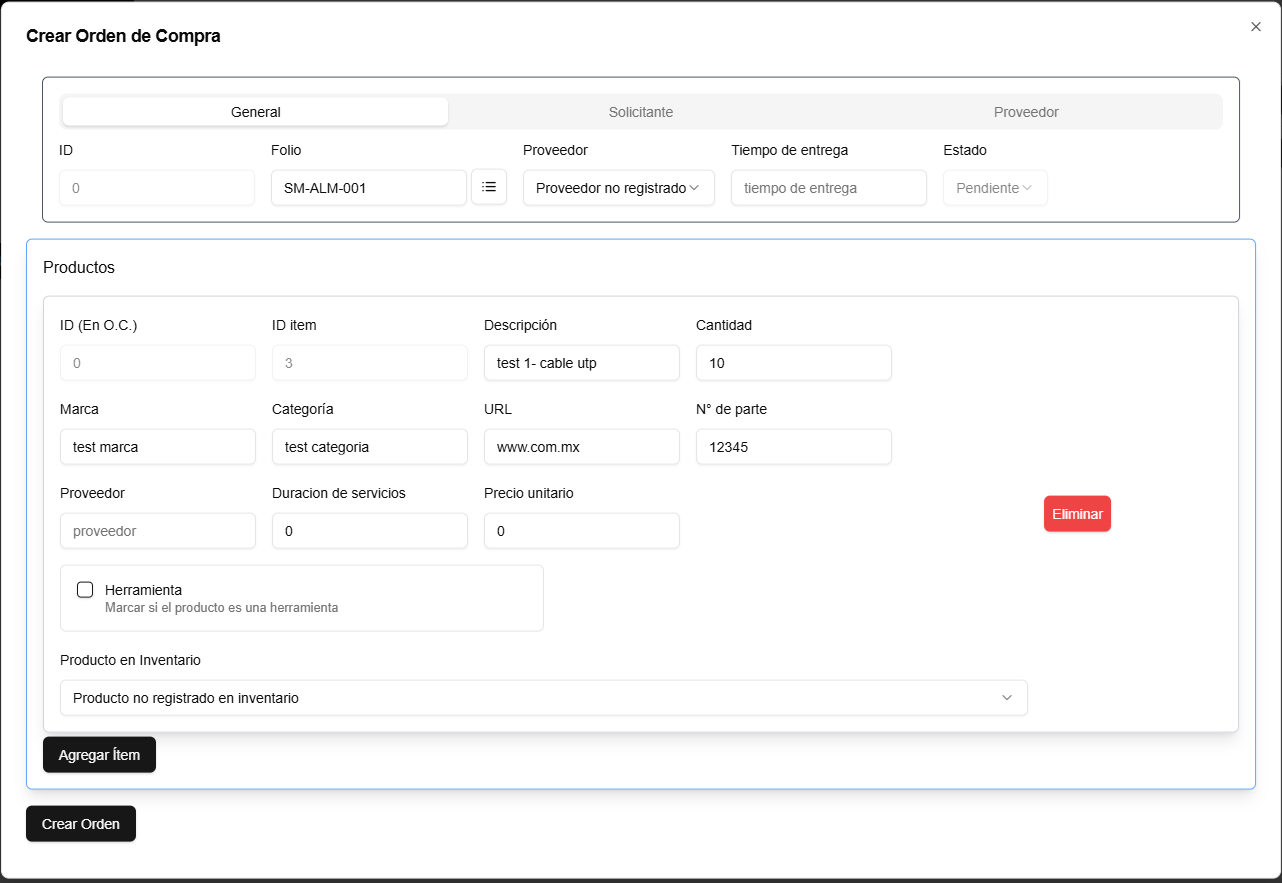 Crear Orden de Compra
General Solicitante Proveedor
ID Folio Proveedor Tiempo de entrega Estado
0 SM-ALM-001 Proveedor no registrado tiempo de entrega Pendiente
Productos
ID (En O.C.) ID item Descripción Cantidad
0 3 test 1- cable utp 10
Marca Categoría URL N° de parte
test marca test categoria www.com.mx 12345
Proveedor Duracion de servicios Precio unitario
proveedor 0 0
Eliminar
Herramienta
Marcar si el producto es una herramienta
Producto en Inventario
Producto no registrado en inventario
Agregar Ítem
Crear Orden